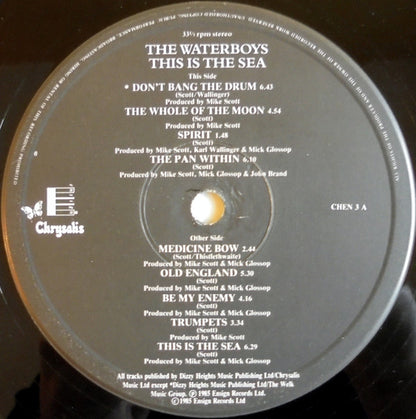 33⅓ rpm stereo
THE WATERBOYS
THIS IS THE SEA
This Side
* DON'T BANG THE DRUM 6.43
(Scott/Wallinger)
Produced by Mike Scott
THE WHOLE OF THE MOON 4.54
(Scott)
Produced by Mike Scott
SPIRIT 1.48
(Scott)
Produced by Mike Scott, Karl Wallinger & Mick Glossop
THE PAN WITHIN 6.10
(Scott)
Produced by Mike Scott, Mick Glossop & John Brand
Chrysalis
CHEN 3 A
Other Side
MEDICINE BOW 2.44
(Scott/Thistlethwaite)
Produced by Mike Scott & Mick Glossop
OLD ENGLAND 5.30
(Scott)
Produced by Mike Scott & Mick Glossop
BE MY ENEMY 4.16
(Scott)
Produced by Mike Scott & Mick Glossop
TRUMPETS 3.34
(Scott)
Produced by Mike Scott & Mick Glossop
THIS IS THE SEA 6.29
(Scott)
Produced by Mike Scott & Mick Glossop
All tracks published by Dizzy Heights Music Publishing Ltd/Chrysalis
Music Ltd except *Dizzy Heights Music Publishing Ltd/The Welk
Music Group. ℗ 1985 Ensign Records Ltd.
© 1985 Ensign Records Ltd